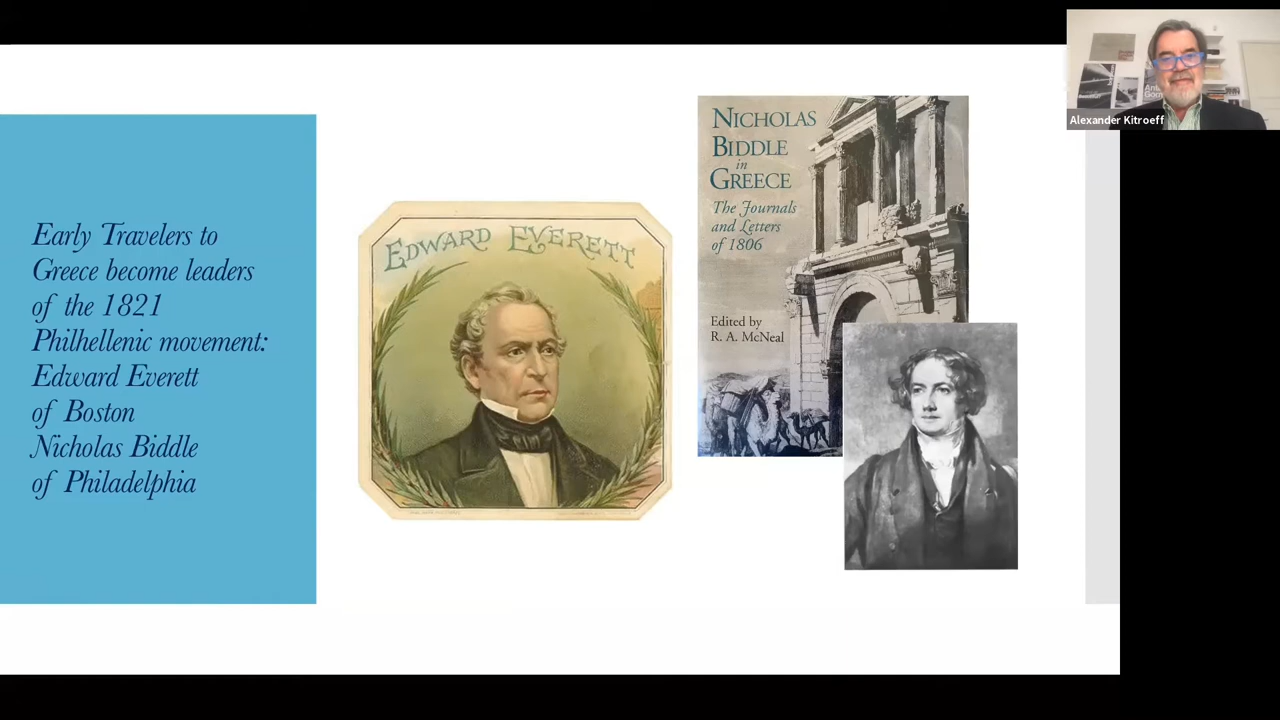 Early Travelers to
Greece become leaders
of the 1821
Philhellenic movement:
Edward Everett
of Boston
Nicholas Biddle
of Philadelphia
EDWARD EVERETT
NICHOLAS
BIDDLE
in
GREECE
The Journals
and Letters
of 1806
Edited by
R. A. McNeal
Alexander Kitroeff